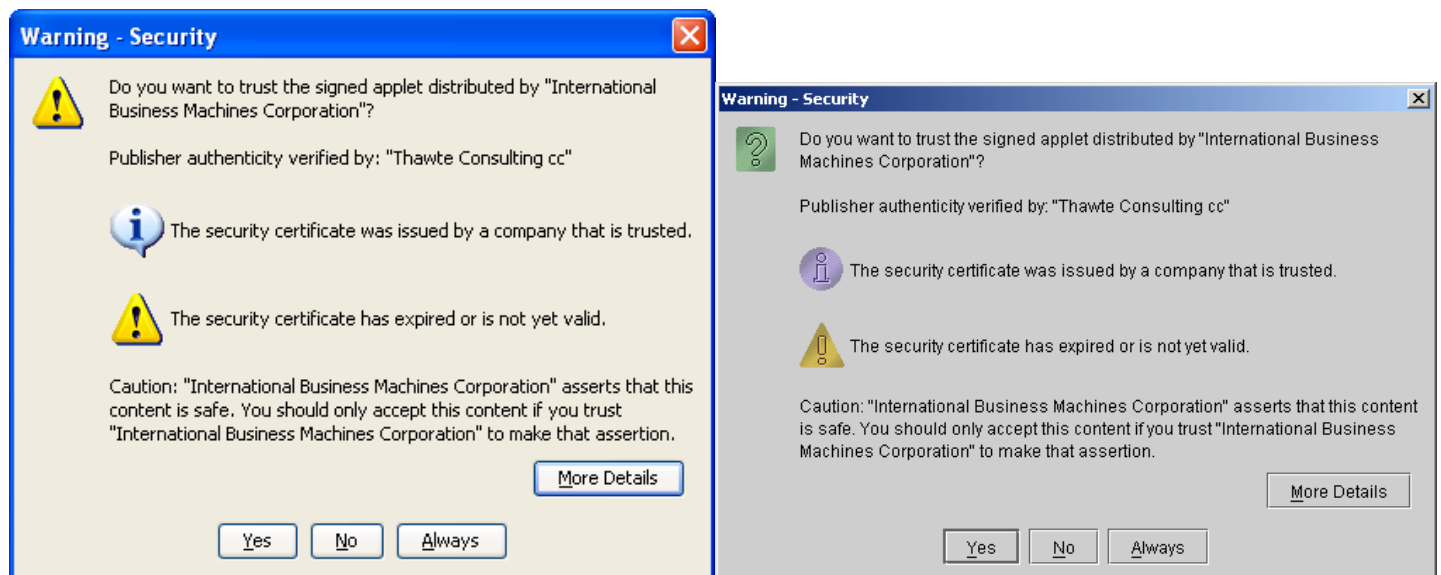 Warning - Security
Do you want to trust the signed applet distributed by "International
Business Machines Corporation"?
Publisher authenticity verified by: "Thawte Consulting cc"
The security certificate was issued by a company that is trusted.
The security certificate has expired or is not yet valid.
Caution: "International Business Machines Corporation" asserts that this
content is safe. You should only accept this content if you trust
"International Business Machines Corporation" to make that assertion.
More Details
Yes No Always
Warning - Security
Do you want to trust the signed applet distributed by "International Business
Machines Corporation"?
Publisher authenticity verified by: "Thawte Consulting cc"
The security certificate was issued by a company that is trusted.
The security certificate has expired or is not yet valid.
Caution: "International Business Machines Corporation" asserts that this content
is safe. You should only accept this content if you trust "International Business
Machines Corporation" to make that assertion.
More Details
Yes No Always